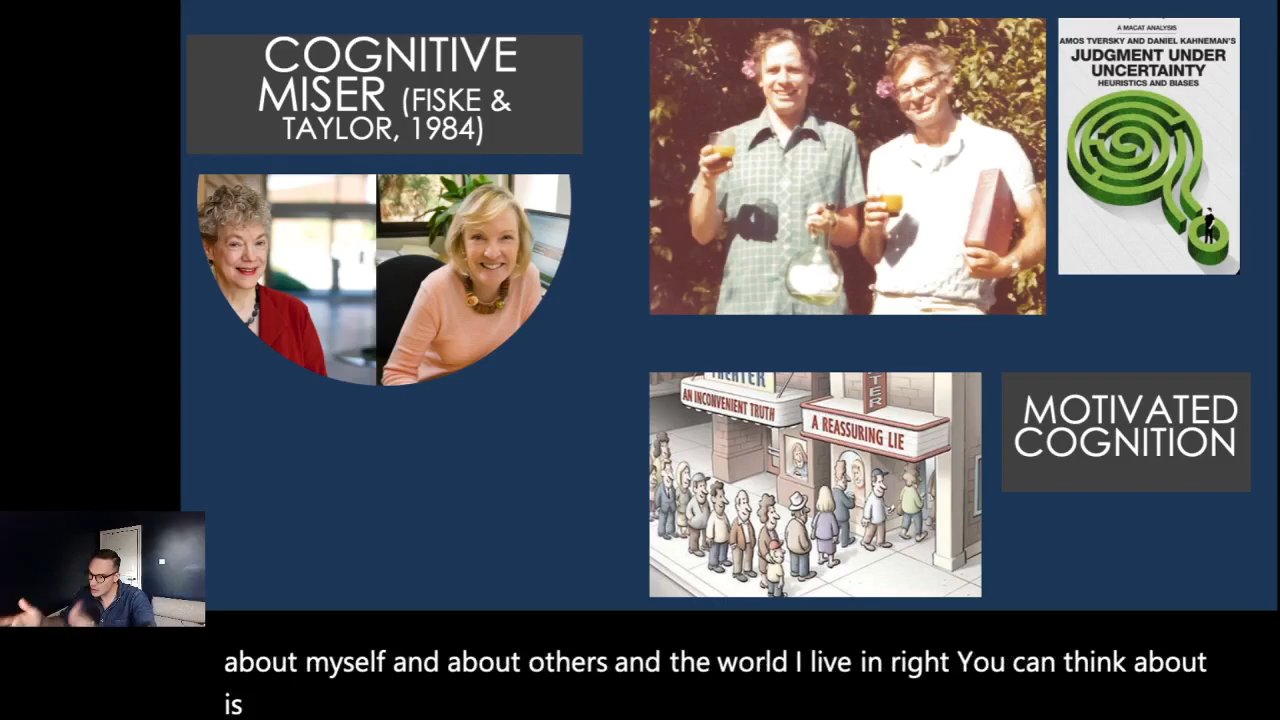 COGNITIVE
MISER (FISKE &
TAYLOR, 1984)
A MACAT ANALYSIS
AMOS TVERSKY AND DANIEL KAHNEMAN'S
JUDGMENT UNDER
UNCERTAINTY
HEURISTICS AND BIASES
THEATER
AN INCONVENIENT TRUTH
TER
A REASSURING LIE
MOTIVATED
COGNITION
about myself and about others and the world I live in right You can think about
is